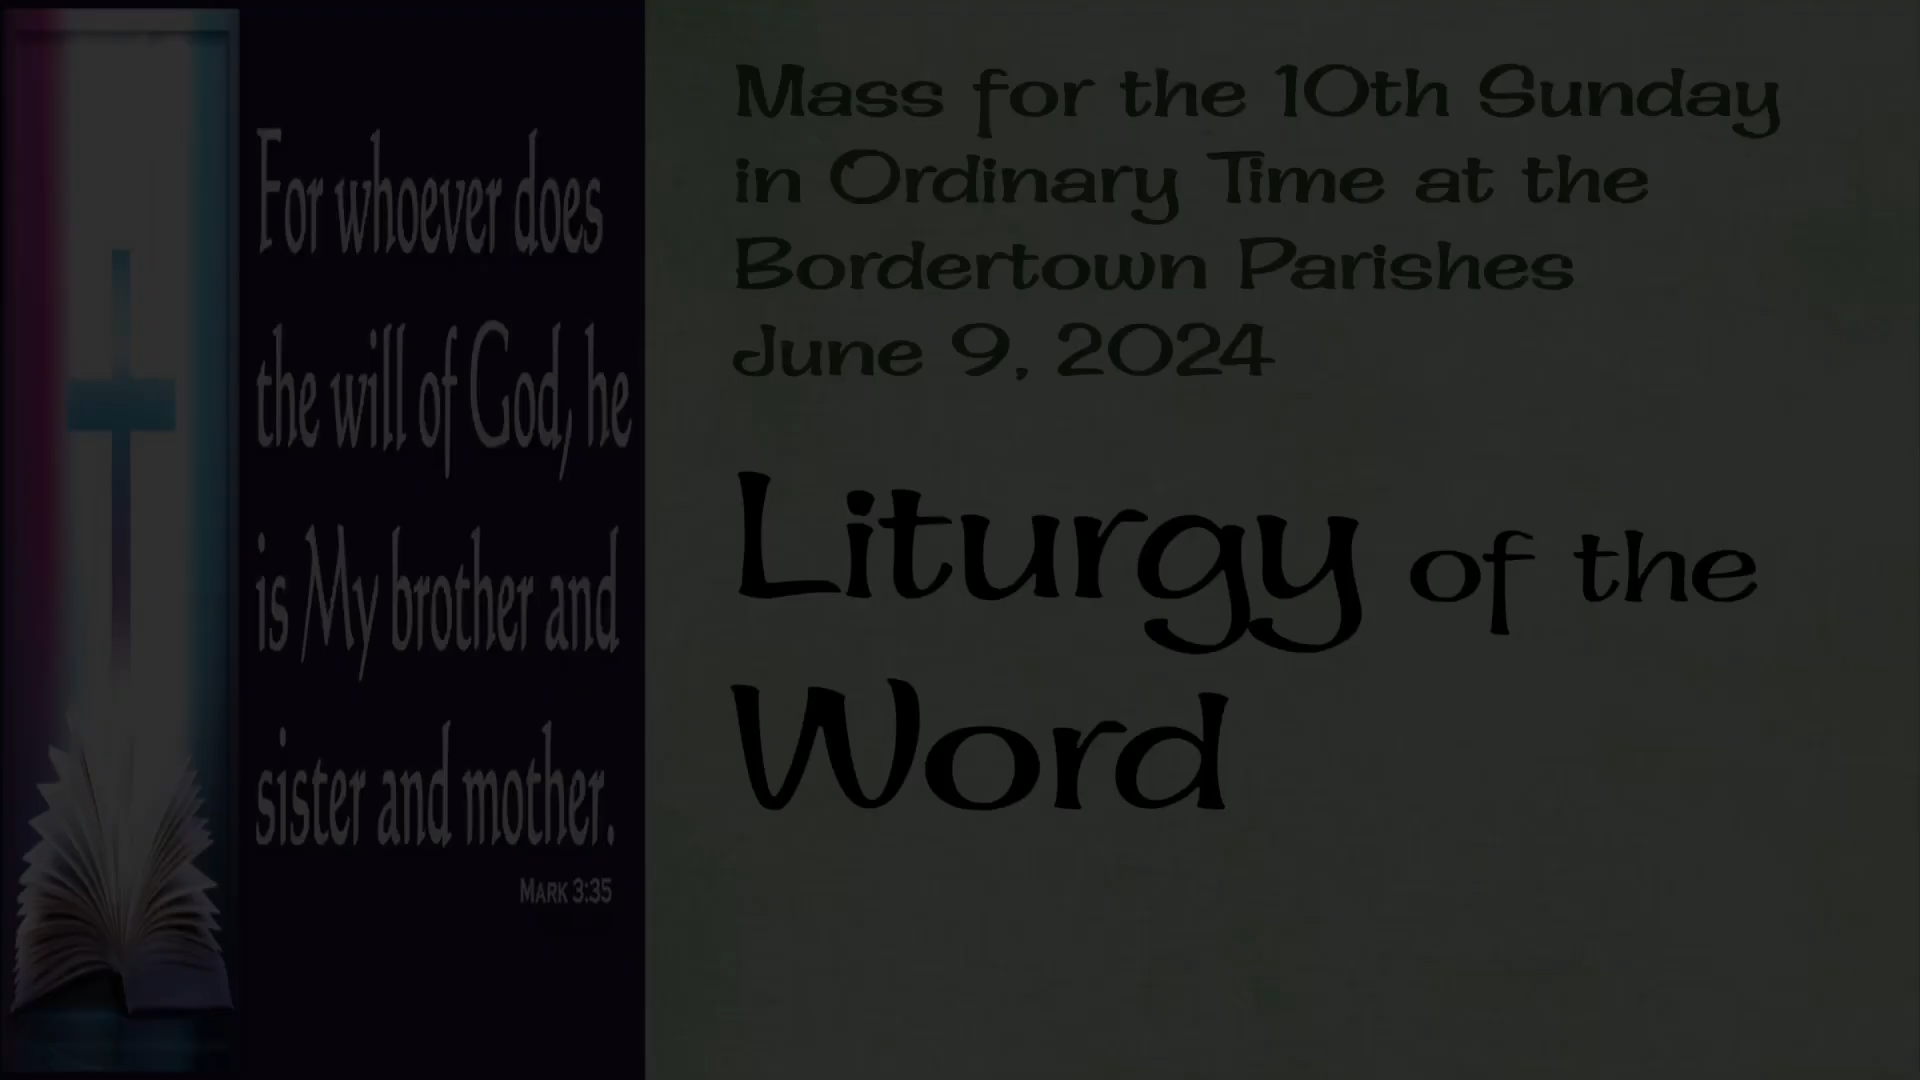 For whoever does
the will of God, he
is My brother and
sister and mother.
Mark 3:35
Mass for the 10th Sunday
in Ordinary Time at the
Bordertown Parishes
June 9, 2024
Liturgy of the
Word